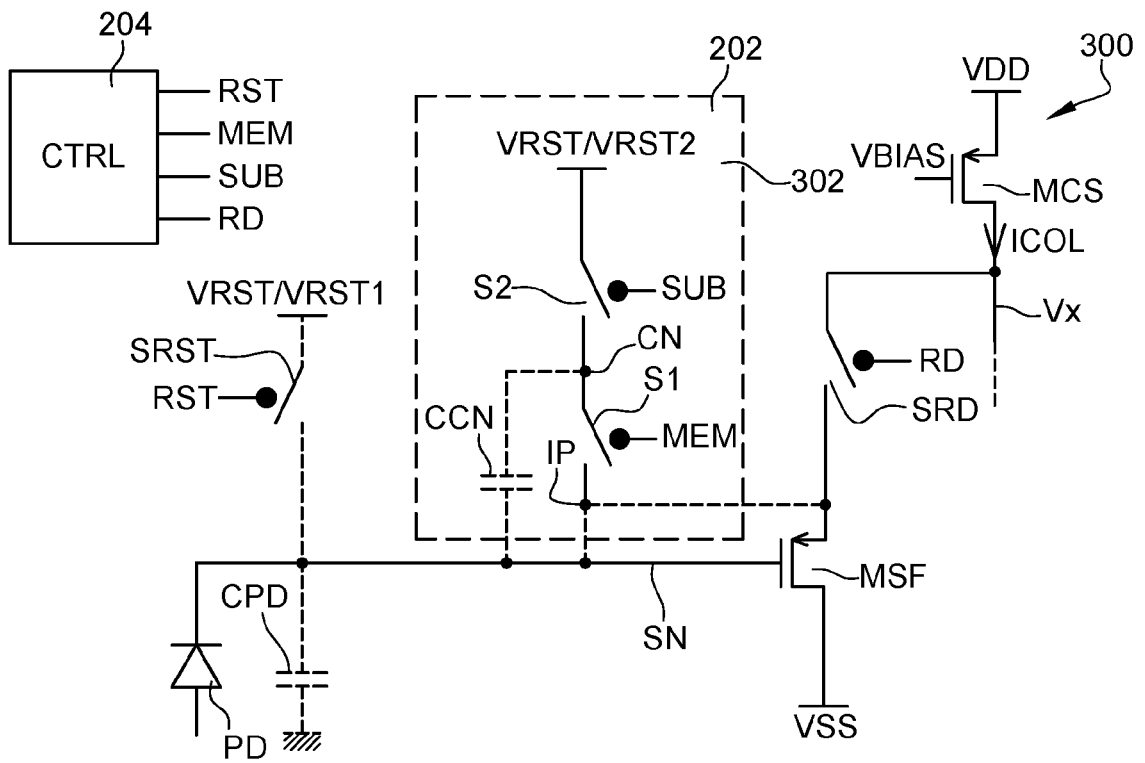 204
CTRL
RST
MEM
SUB
RD
202
VRST/VRST2
302
300
VDD
VBIAS
MCS
ICOL
Vx
S2
SUB
VRST/VRST1
SRST
RST
CN
S1
CCN
MEM
IP
RD
SRD
CPD
SN
MSF
PD
VSS